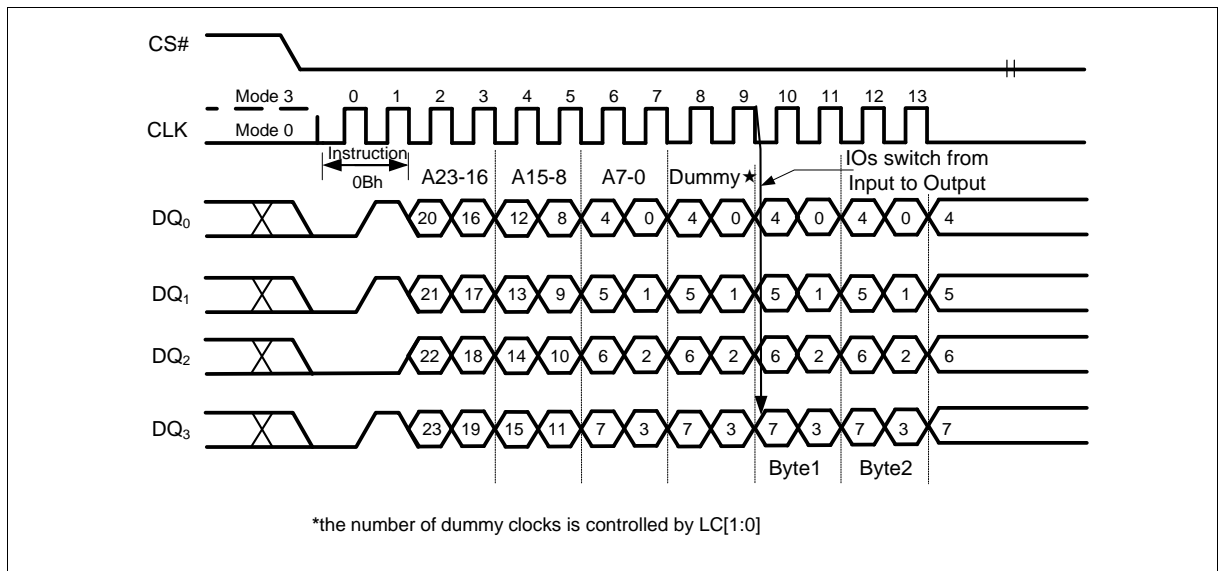 CS#
Mode 3 0 1 2 3 4 5 6 7 8 9 10 11 12 13
CLK
Mode 0
Instruction
0Bh
A23-16 A15-8 A7-0 Dummy★
IOs switch from
Input to Output
DQ0 20 16 12 8 4 0 4 0 4 0 4 0 4
DQ1 21 17 13 9 5 1 5 1 5 1 5 1 5
DQ2 22 18 14 10 6 2 6 2 6 2 6 2 6
DQ3 23 19 15 11 7 3 7 3 7 3 7 3 7
Byte1 Byte2
*the number of dummy clocks is controlled by LC[1:0]